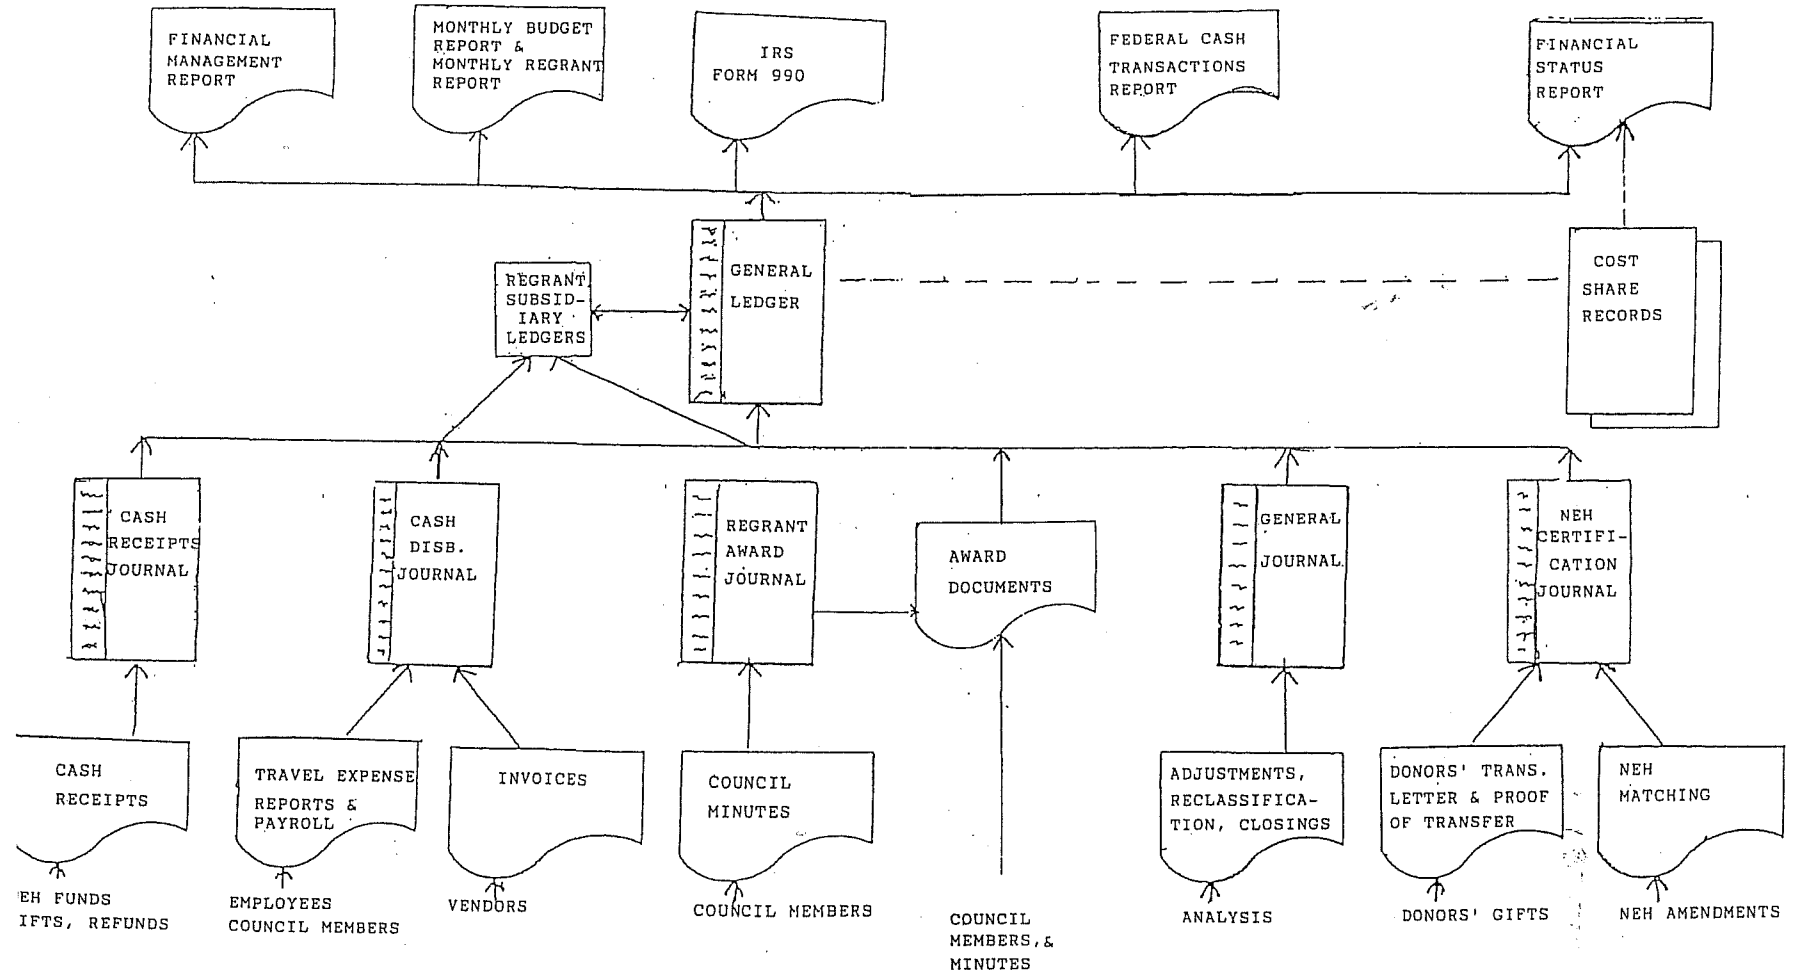 FINANCIAL
MANAGEMENT
REPORT
MONTHLY BUDGET
REPORT &
MONTHLY REGRANT
REPORT
IRS
FORM 990
FEDERAL CASH
TRANSACTIONS
REPORT
FINANCIAL
STATUS
REPORT
REGRANT
SUBSID-
IARY
LEDGERS
GENERAL
LEDGER
COST
SHARE
RECORDS
CASH
RECEIPTS
JOURNAL
CASH
DISB.
JOURNAL
REGRANT
AWARD
JOURNAL
AWARD
DOCUMENTS
GENERAL
JOURNAL
NEH
CERTIFI-
CATION
JOURNAL
CASH
RECEIPTS
TRAVEL EXPENSE
REPORTS &
PAYROLL
INVOICES
COUNCIL
MINUTES
ADJUSTMENTS,
RECLASSIFICA-
TION, CLOSINGS
DONORS' TRANS.
LETTER & PROOF
OF TRANSFER
NEH
MATCHING
EH FUNDS
IFTS, REFUNDS
EMPLOYEES
COUNCIL MEMBERS
VENDORS
COUNCIL MEMBERS
COUNCIL
MEMBERS,&
MINUTES
ANALYSIS
DONORS' GIFTS
NEH AMENDMENTS